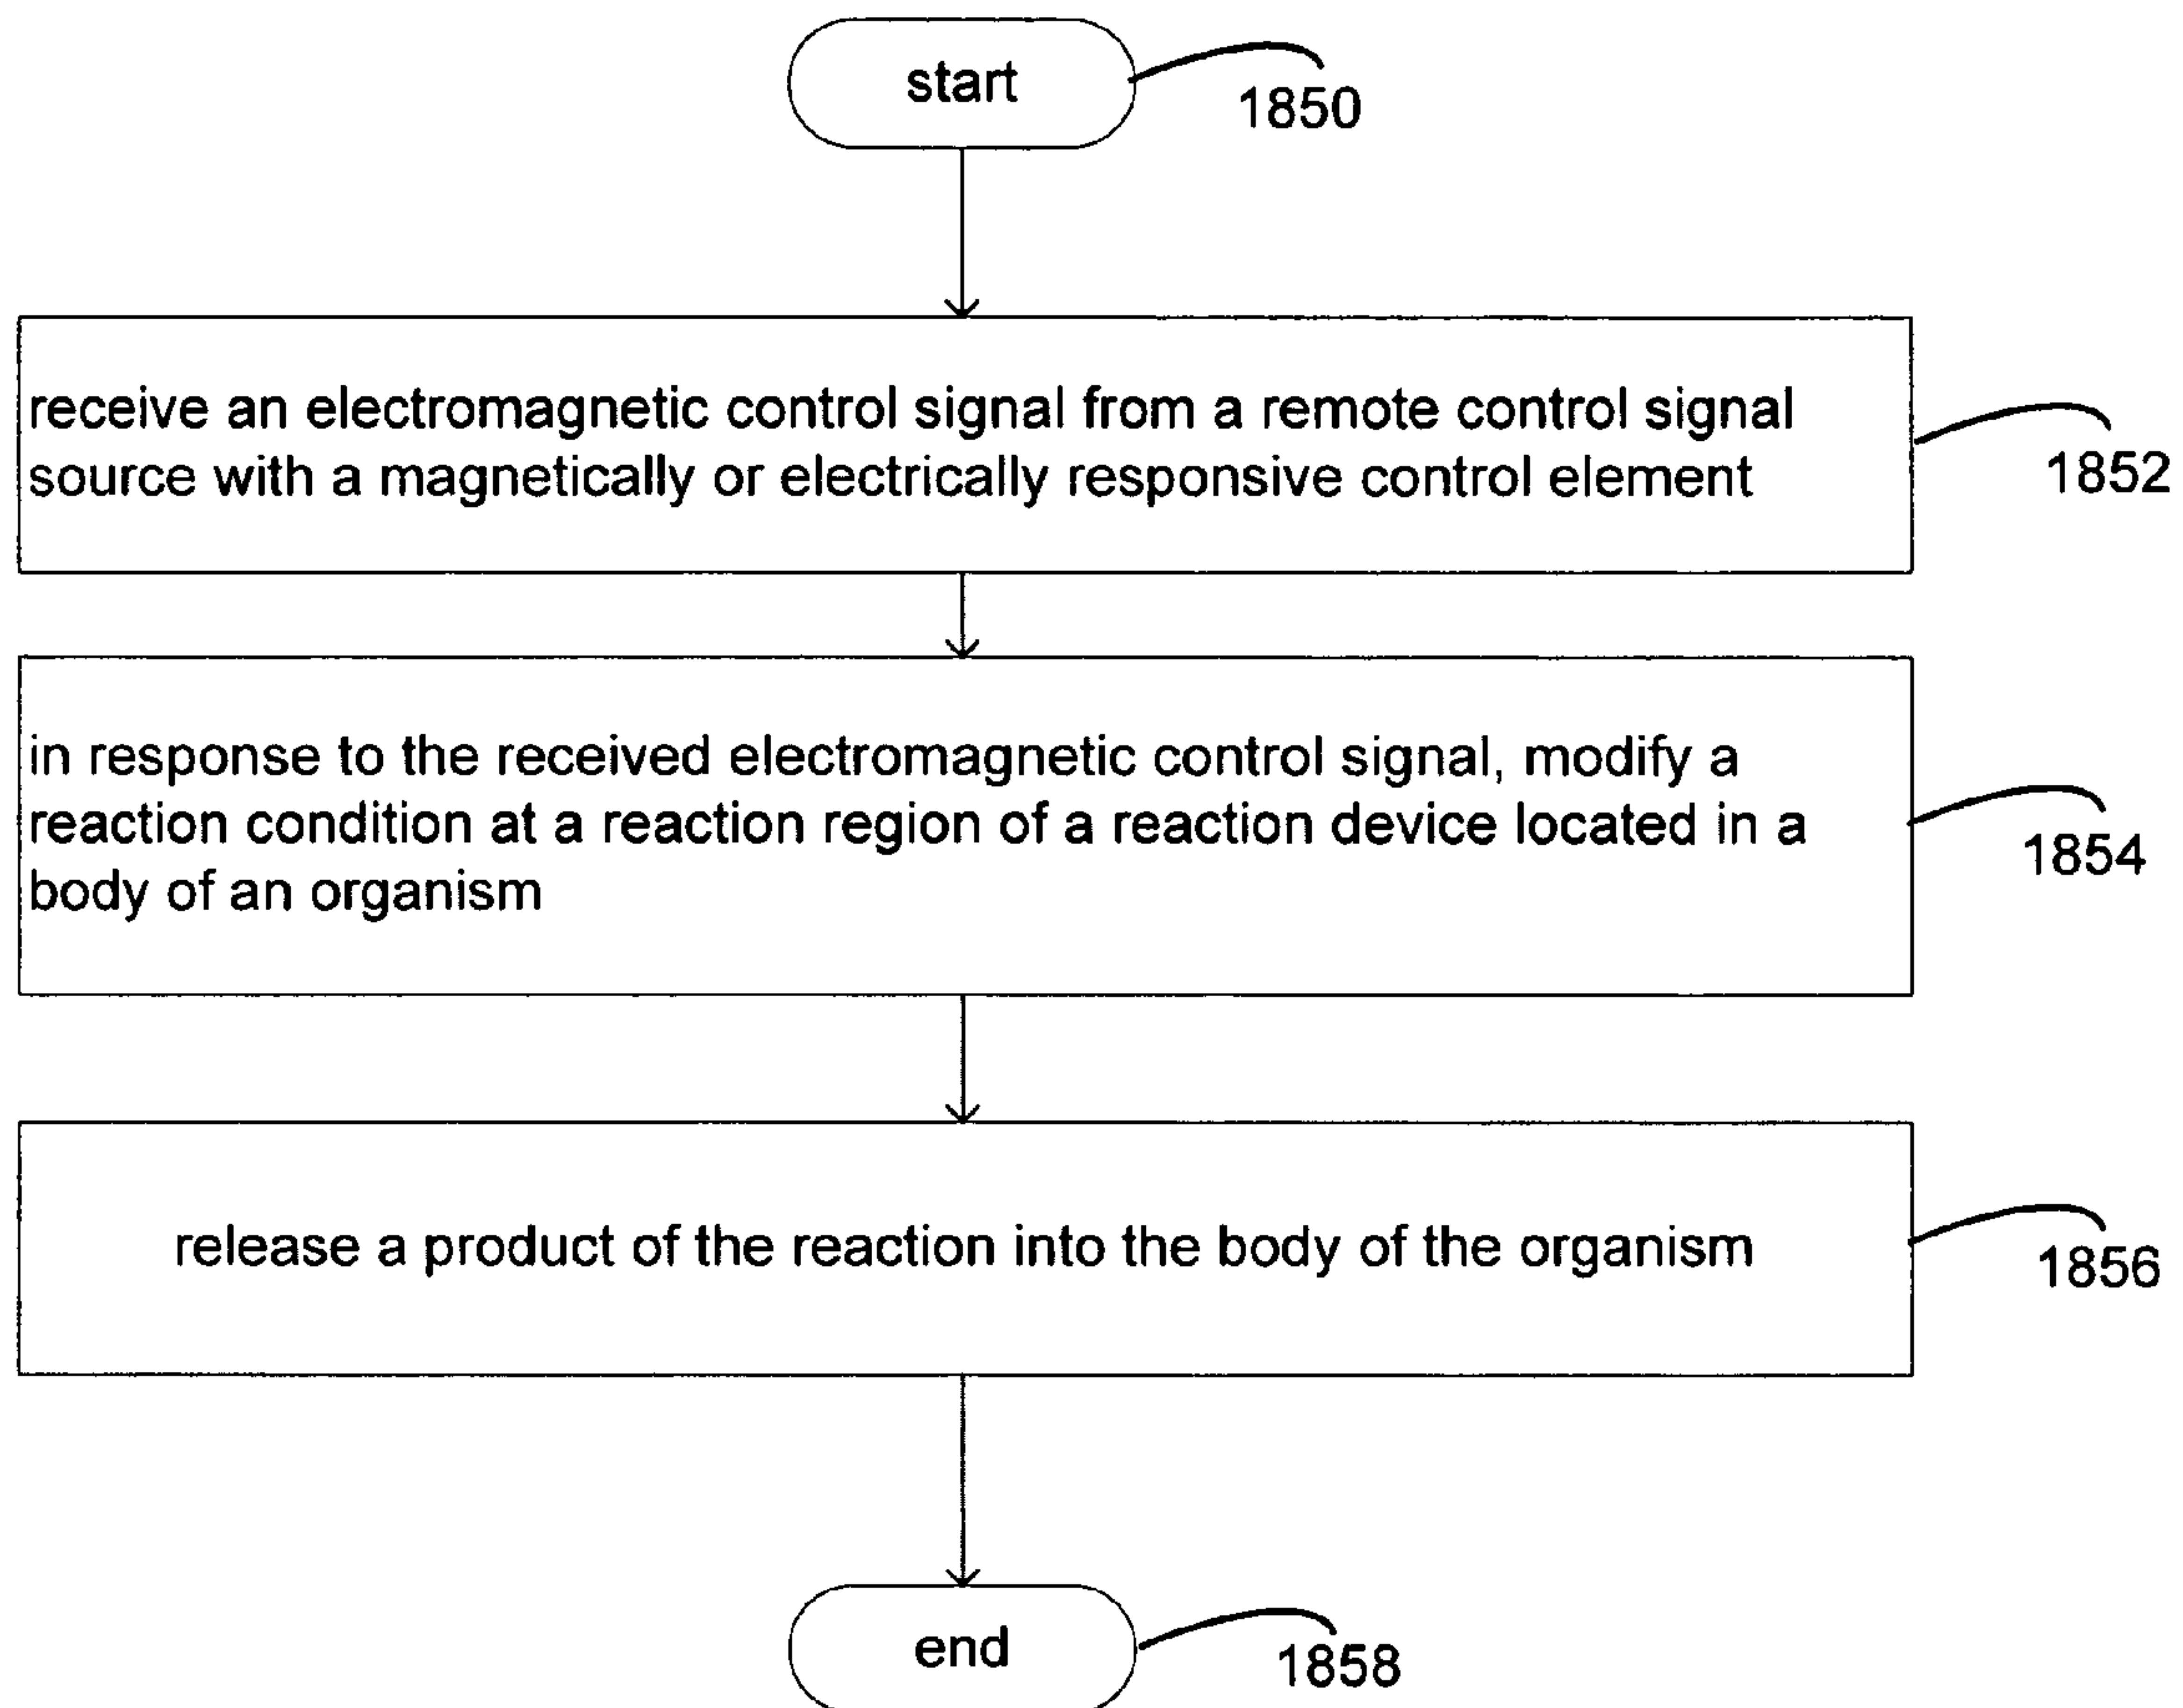 start
1850
receive an electromagnetic control signal from a remote control signal
source with a magnetically or electrically responsive control element
1852
in response to the received electromagnetic control signal, modify a
reaction condition at a reaction region of a reaction device located in a
body of an organism
1854
release a product of the reaction into the body of the organism
1856
end
1858